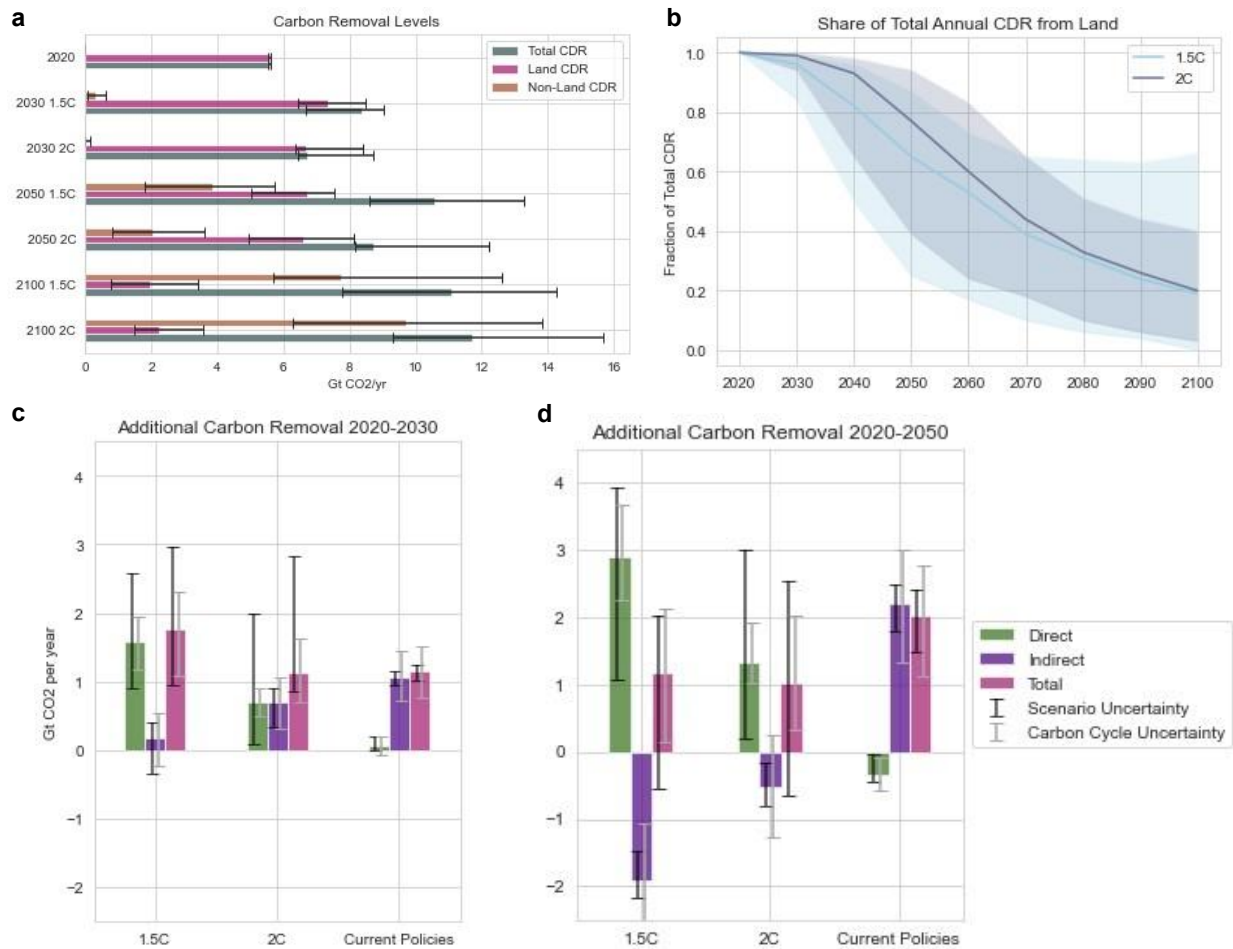 a
Carbon Removal Levels
2020
2030 1.5C
2030 2C
2050 1.5C
2050 2C
2100 1.5C
2100 2C
Total CDR
Land CDR
Non-Land CDR
0 2 4 6 8 10 12 14 16
Gt CO2/yr
b
Share of Total Annual CDR from Land
Fraction of Total CDR
1.0
0.8
0.6
0.4
0.2
0.0
1.5C
2C
2020 2030 2040 2050 2060 2070 2080 2090 2100
c
Additional Carbon Removal 2020-2030
Gt CO2 per year
4
3
2
1
0
−1
−2
1.5C 2C Current Policies
d
Additional Carbon Removal 2020-2050
4
3
2
1
0
−1
−2
1.5C 2C Current Policies
Direct
Indirect
Total
Scenario Uncertainty
Carbon Cycle Uncertainty